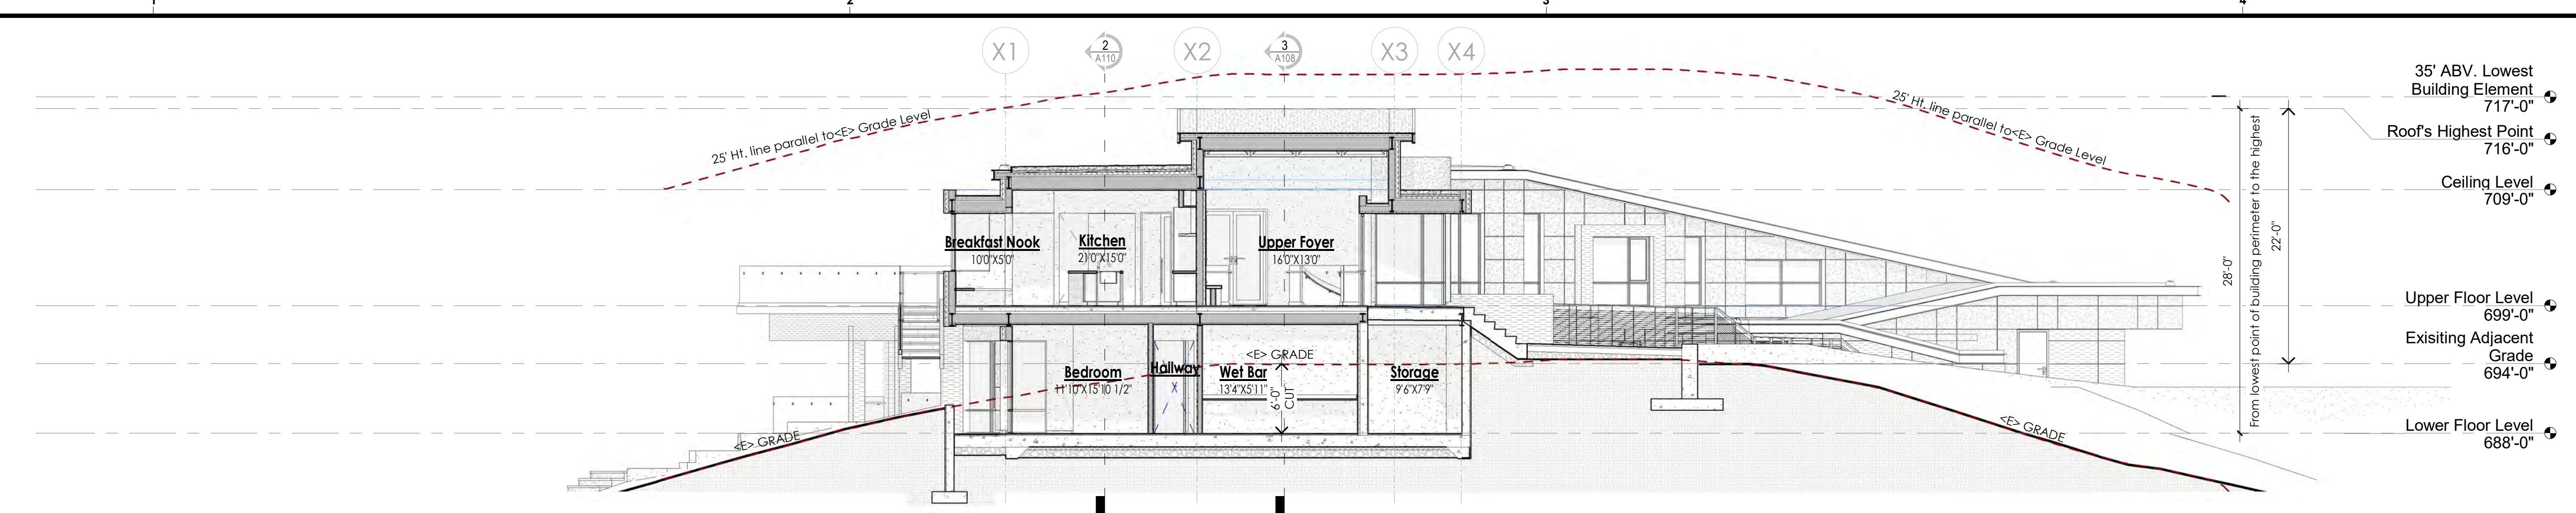 1
2
3
4
X1
2
A110
X2
3
A108
X3
X4
25' Ht. line parallel to<E> Grade Level
25' Ht. line parallel to<E> Grade Level
35' ABV. Lowest
Building Element
717'-0"
Roof's Highest Point
716'-0"
Ceiling Level
709'-0"
Upper Floor Level
699'-0"
Exisiting Adjacent
Grade
694'-0"
Lower Floor Level
688'-0"
Breakfast Nook
10'0"X5'0"
Kitchen
21'0"X15'0"
Upper Foyer
16'0"X13'0"
<E> GRADE
Bedroom
11'10"X15'10 1/2"
Hallway
X
Wet Bar
13'4"X5'11"
6'-0"
CUT
Storage
9'6"X7'9"
<E> GRADE
<E> GRADE
28'-0"
From lowest point of building perimeter to the highest
22'-0"